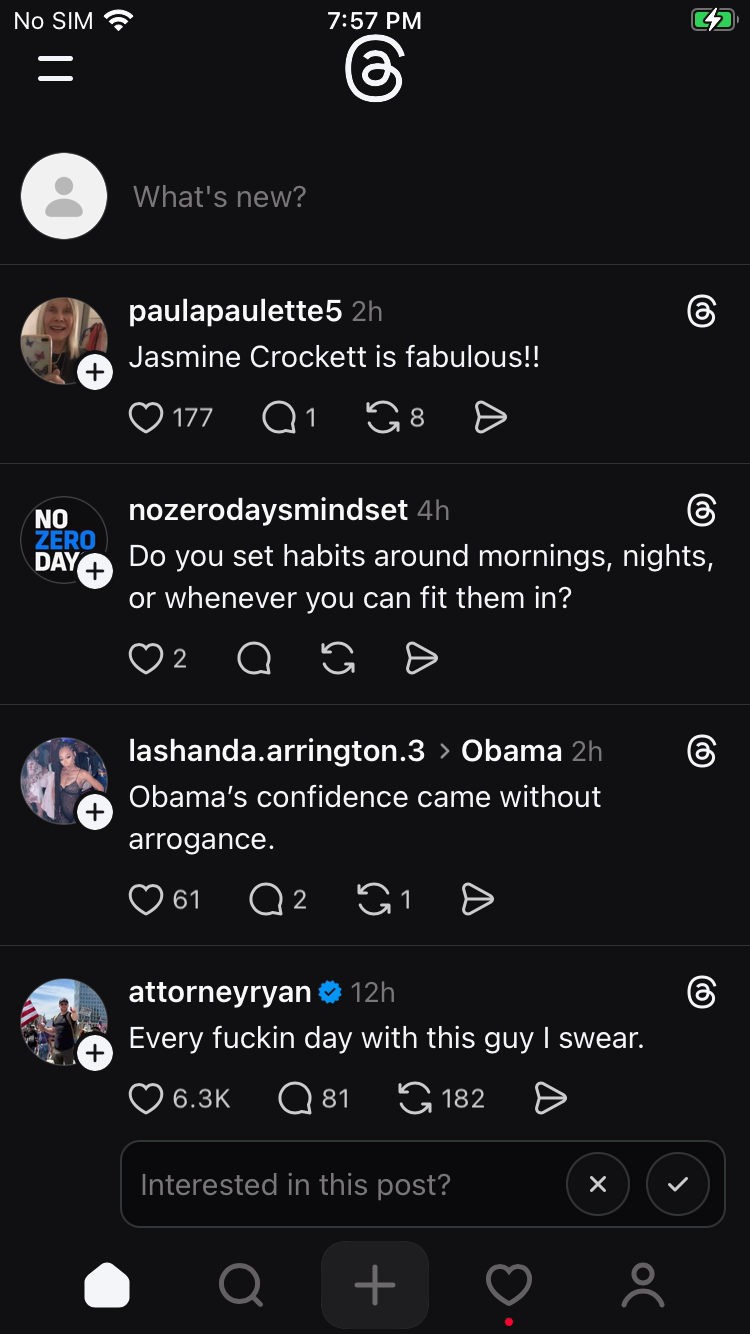 No SIM 7:57 PM
What's new?
paulapaulette5 2h
Jasmine Crockett is fabulous!!
177 1 8
NO
ZERO
DAY
nozerodaysmindset 4h
Do you set habits around mornings, nights,
or whenever you can fit them in?
2
lashanda.arrington.3 > Obama 2h
Obama’s confidence came without
arrogance.
61 2 1
attorneyryan 12h
Every fuckin day with this guy I swear.
6.3K 81 182
Interested in this post?